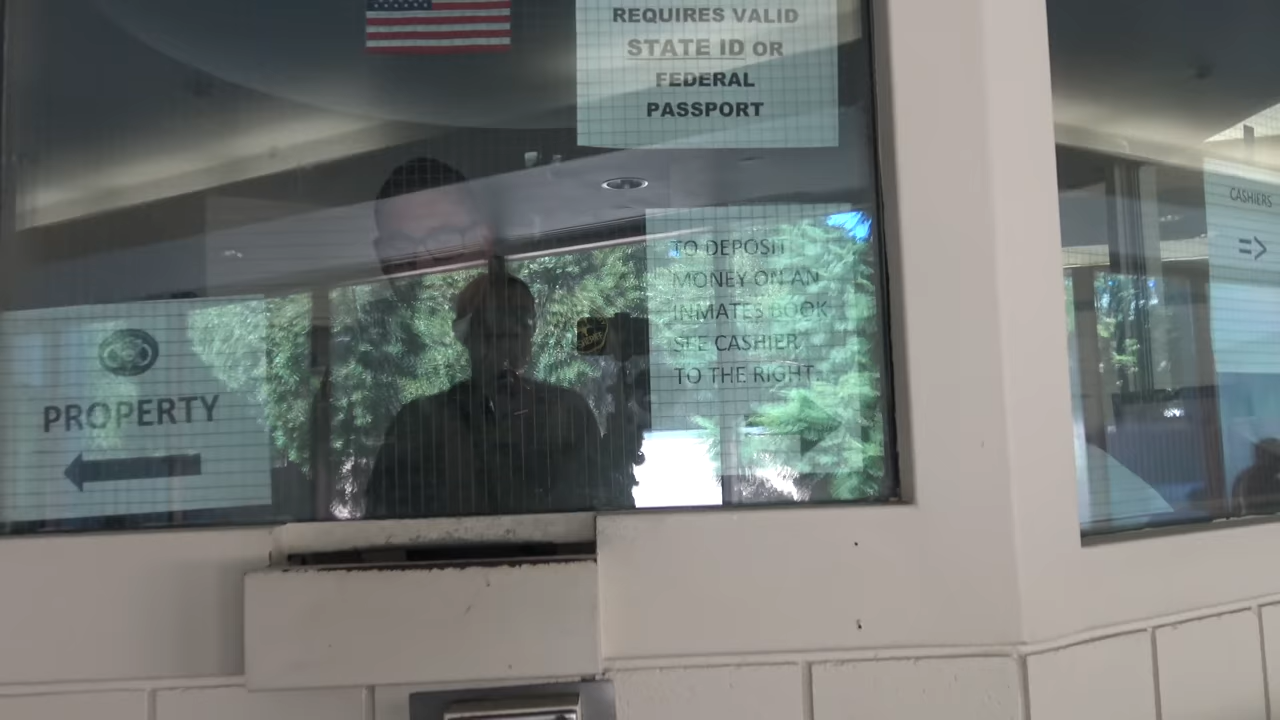 REQUIRES VALID
STATE ID OR
FEDERAL
PASSPORT
TO DEPOSIT
MONEY ON AN
INMATES BOOK
SEE CASHIER
TO THE RIGHT
PROPERTY
CASHIERS
=>